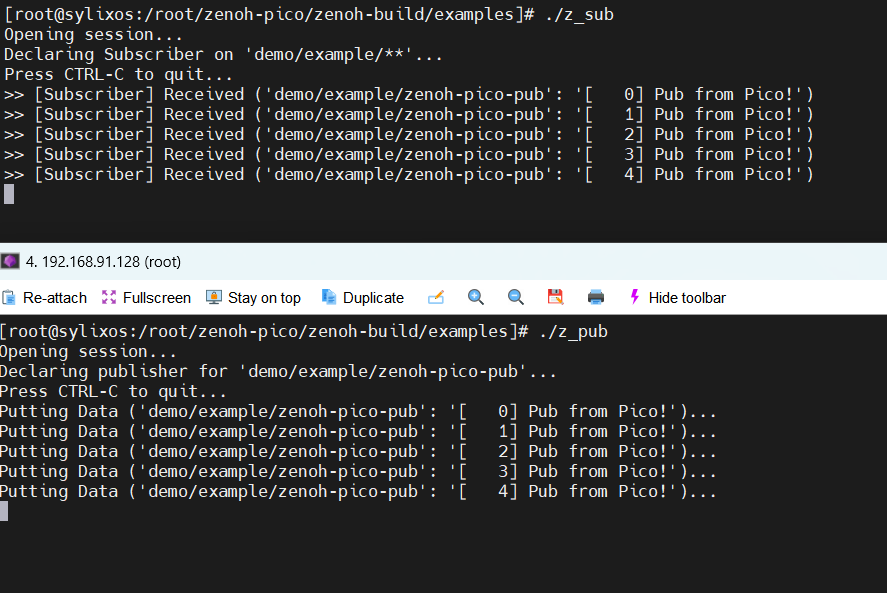 [root@sylixos:/root/zenoh-pico/zenoh-build/examples]# ./z_sub
Opening session...
Declaring Subscriber on 'demo/example/**'...
Press CTRL-C to quit...
>> [Subscriber] Received ('demo/example/zenoh-pico-pub': '[   0] Pub from Pico!')
>> [Subscriber] Received ('demo/example/zenoh-pico-pub': '[   1] Pub from Pico!')
>> [Subscriber] Received ('demo/example/zenoh-pico-pub': '[   2] Pub from Pico!')
>> [Subscriber] Received ('demo/example/zenoh-pico-pub': '[   3] Pub from Pico!')
>> [Subscriber] Received ('demo/example/zenoh-pico-pub': '[   4] Pub from Pico!')
4. 192.168.91.128 (root)
Re-attach Fullscreen Stay on top Duplicate Hide toolbar
[root@sylixos:/root/zenoh-pico/zenoh-build/examples]# ./z_pub
Opening session...
Declaring publisher for 'demo/example/zenoh-pico-pub'...
Press CTRL-C to quit...
Putting Data ('demo/example/zenoh-pico-pub': '[   0] Pub from Pico!')...
Putting Data ('demo/example/zenoh-pico-pub': '[   1] Pub from Pico!')...
Putting Data ('demo/example/zenoh-pico-pub': '[   2] Pub from Pico!')...
Putting Data ('demo/example/zenoh-pico-pub': '[   3] Pub from Pico!')...
Putting Data ('demo/example/zenoh-pico-pub': '[   4] Pub from Pico!')...